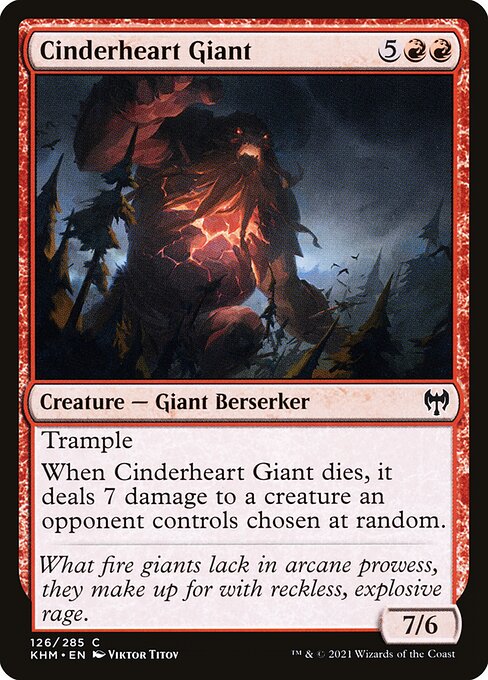 Cinderheart Giant 5
Creature — Giant Berserker
Trample
When Cinderheart Giant dies, it
deals 7 damage to a creature an
opponent controls chosen at random.
What fire giants lack in arcane prowess,
they make up for with reckless, explosive
rage.
7/6
126/285 C
KHM • EN Viktor Titov
™ & © 2021 Wizards of the Coast